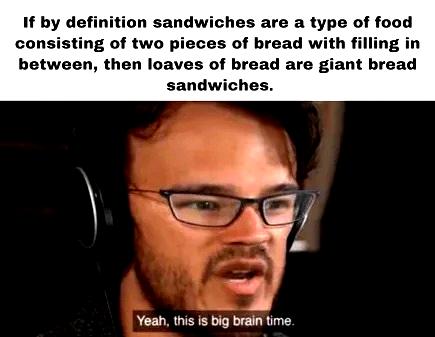 If by definition sandwiches are a type of food
consisting of two pieces of bread with filling in
between, then loaves of bread are giant bread
sandwiches.
Yeah, this is big brain time.